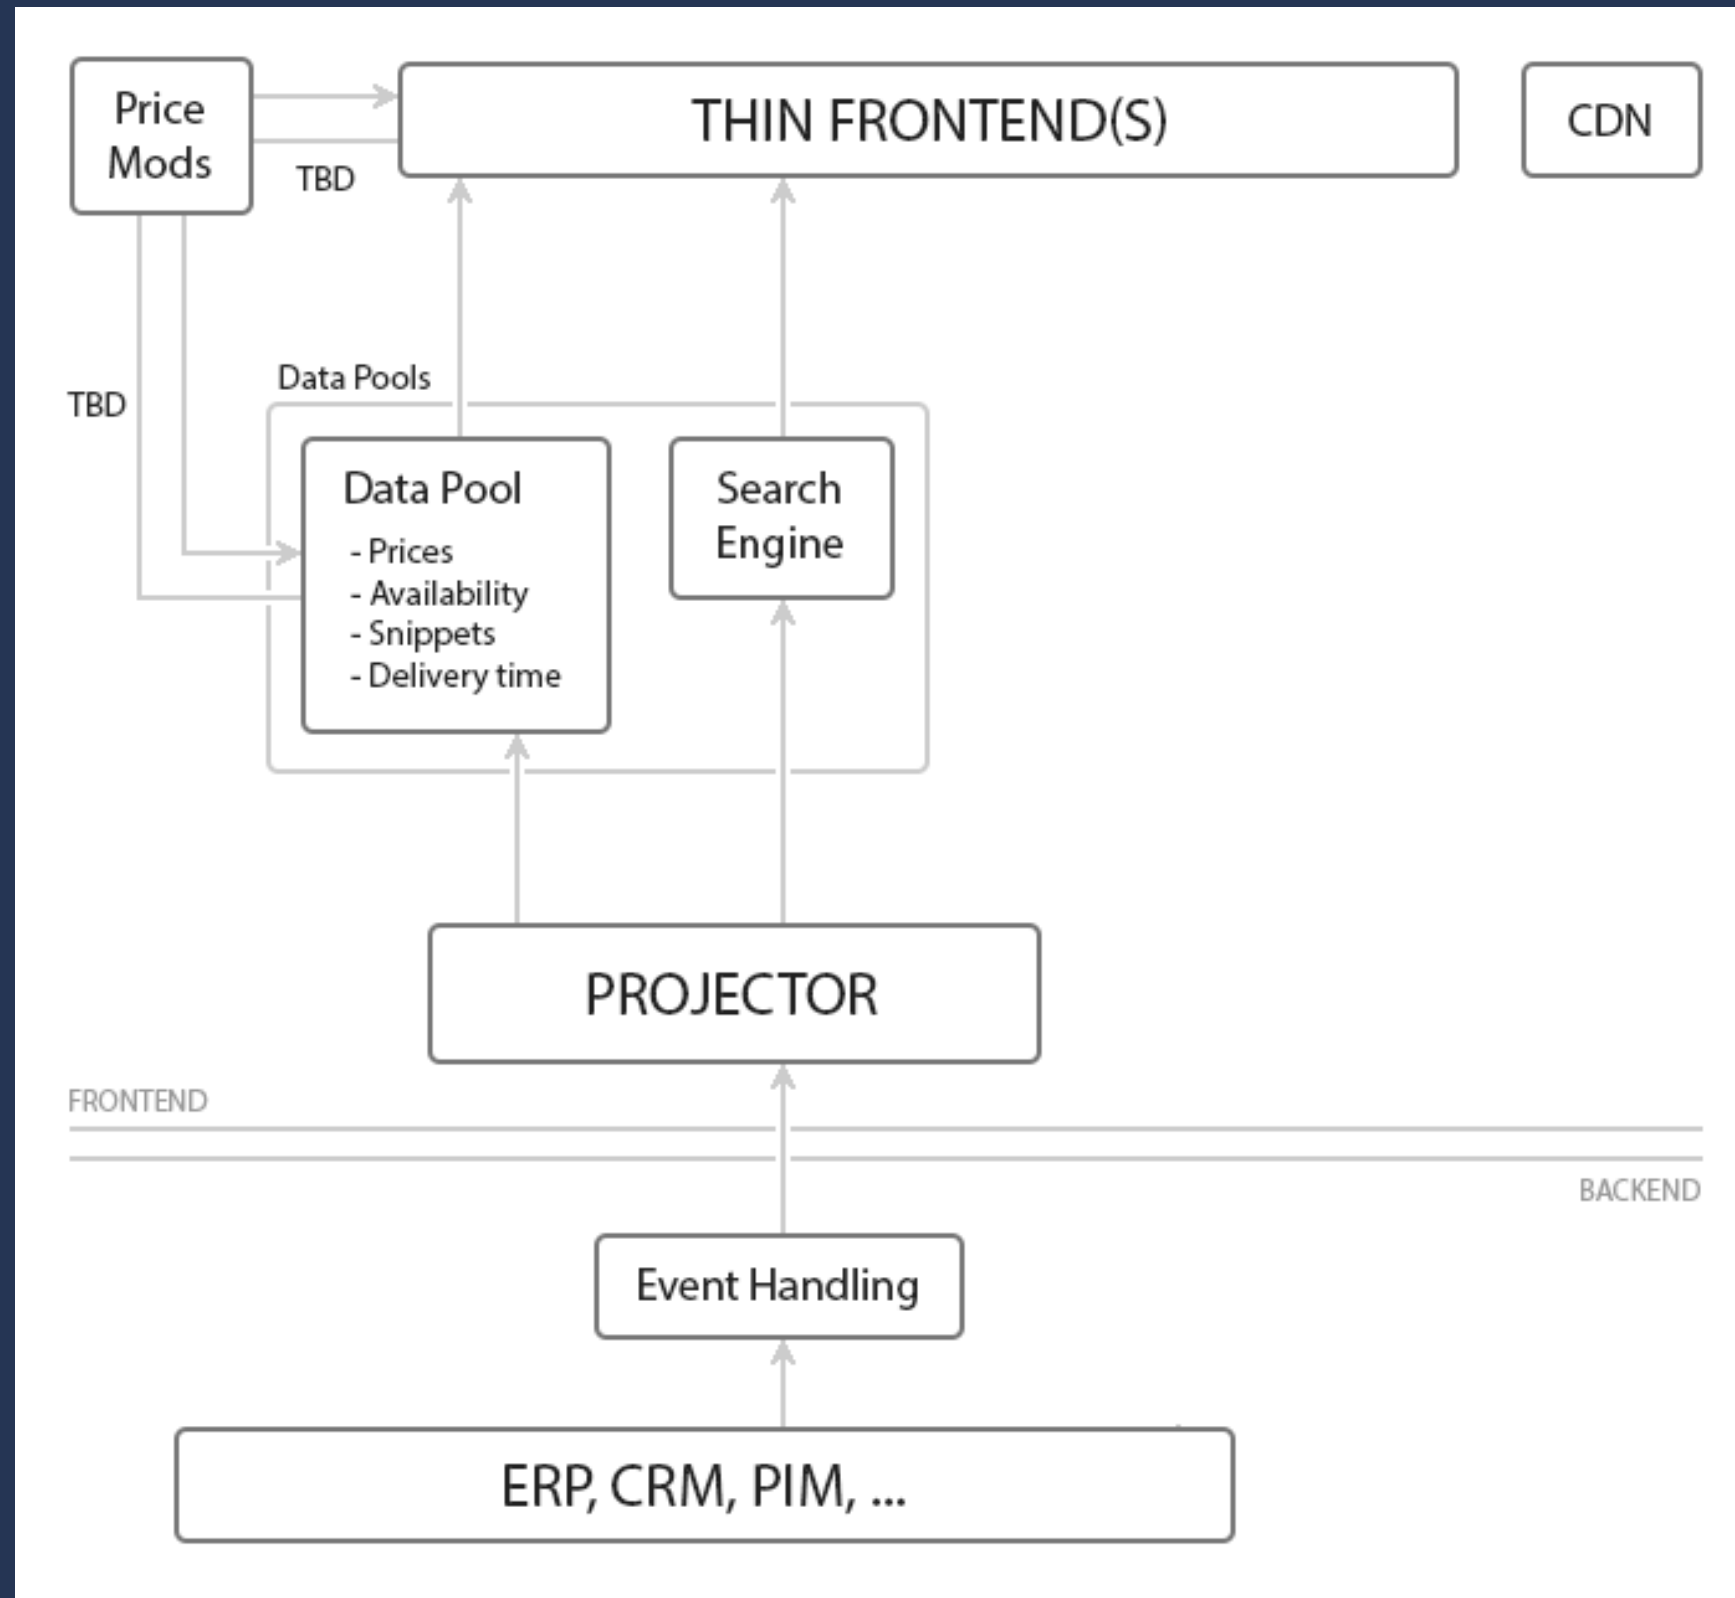 Price
Mods
THIN FRONTEND(S)
CDN
TBD
Data Pools
TBD
Data Pool
- Prices
- Availability
- Snippets
- Delivery time
Search
Engine
PROJECTOR
FRONTEND
BACKEND
Event Handling
ERP, CRM, PIM, ...